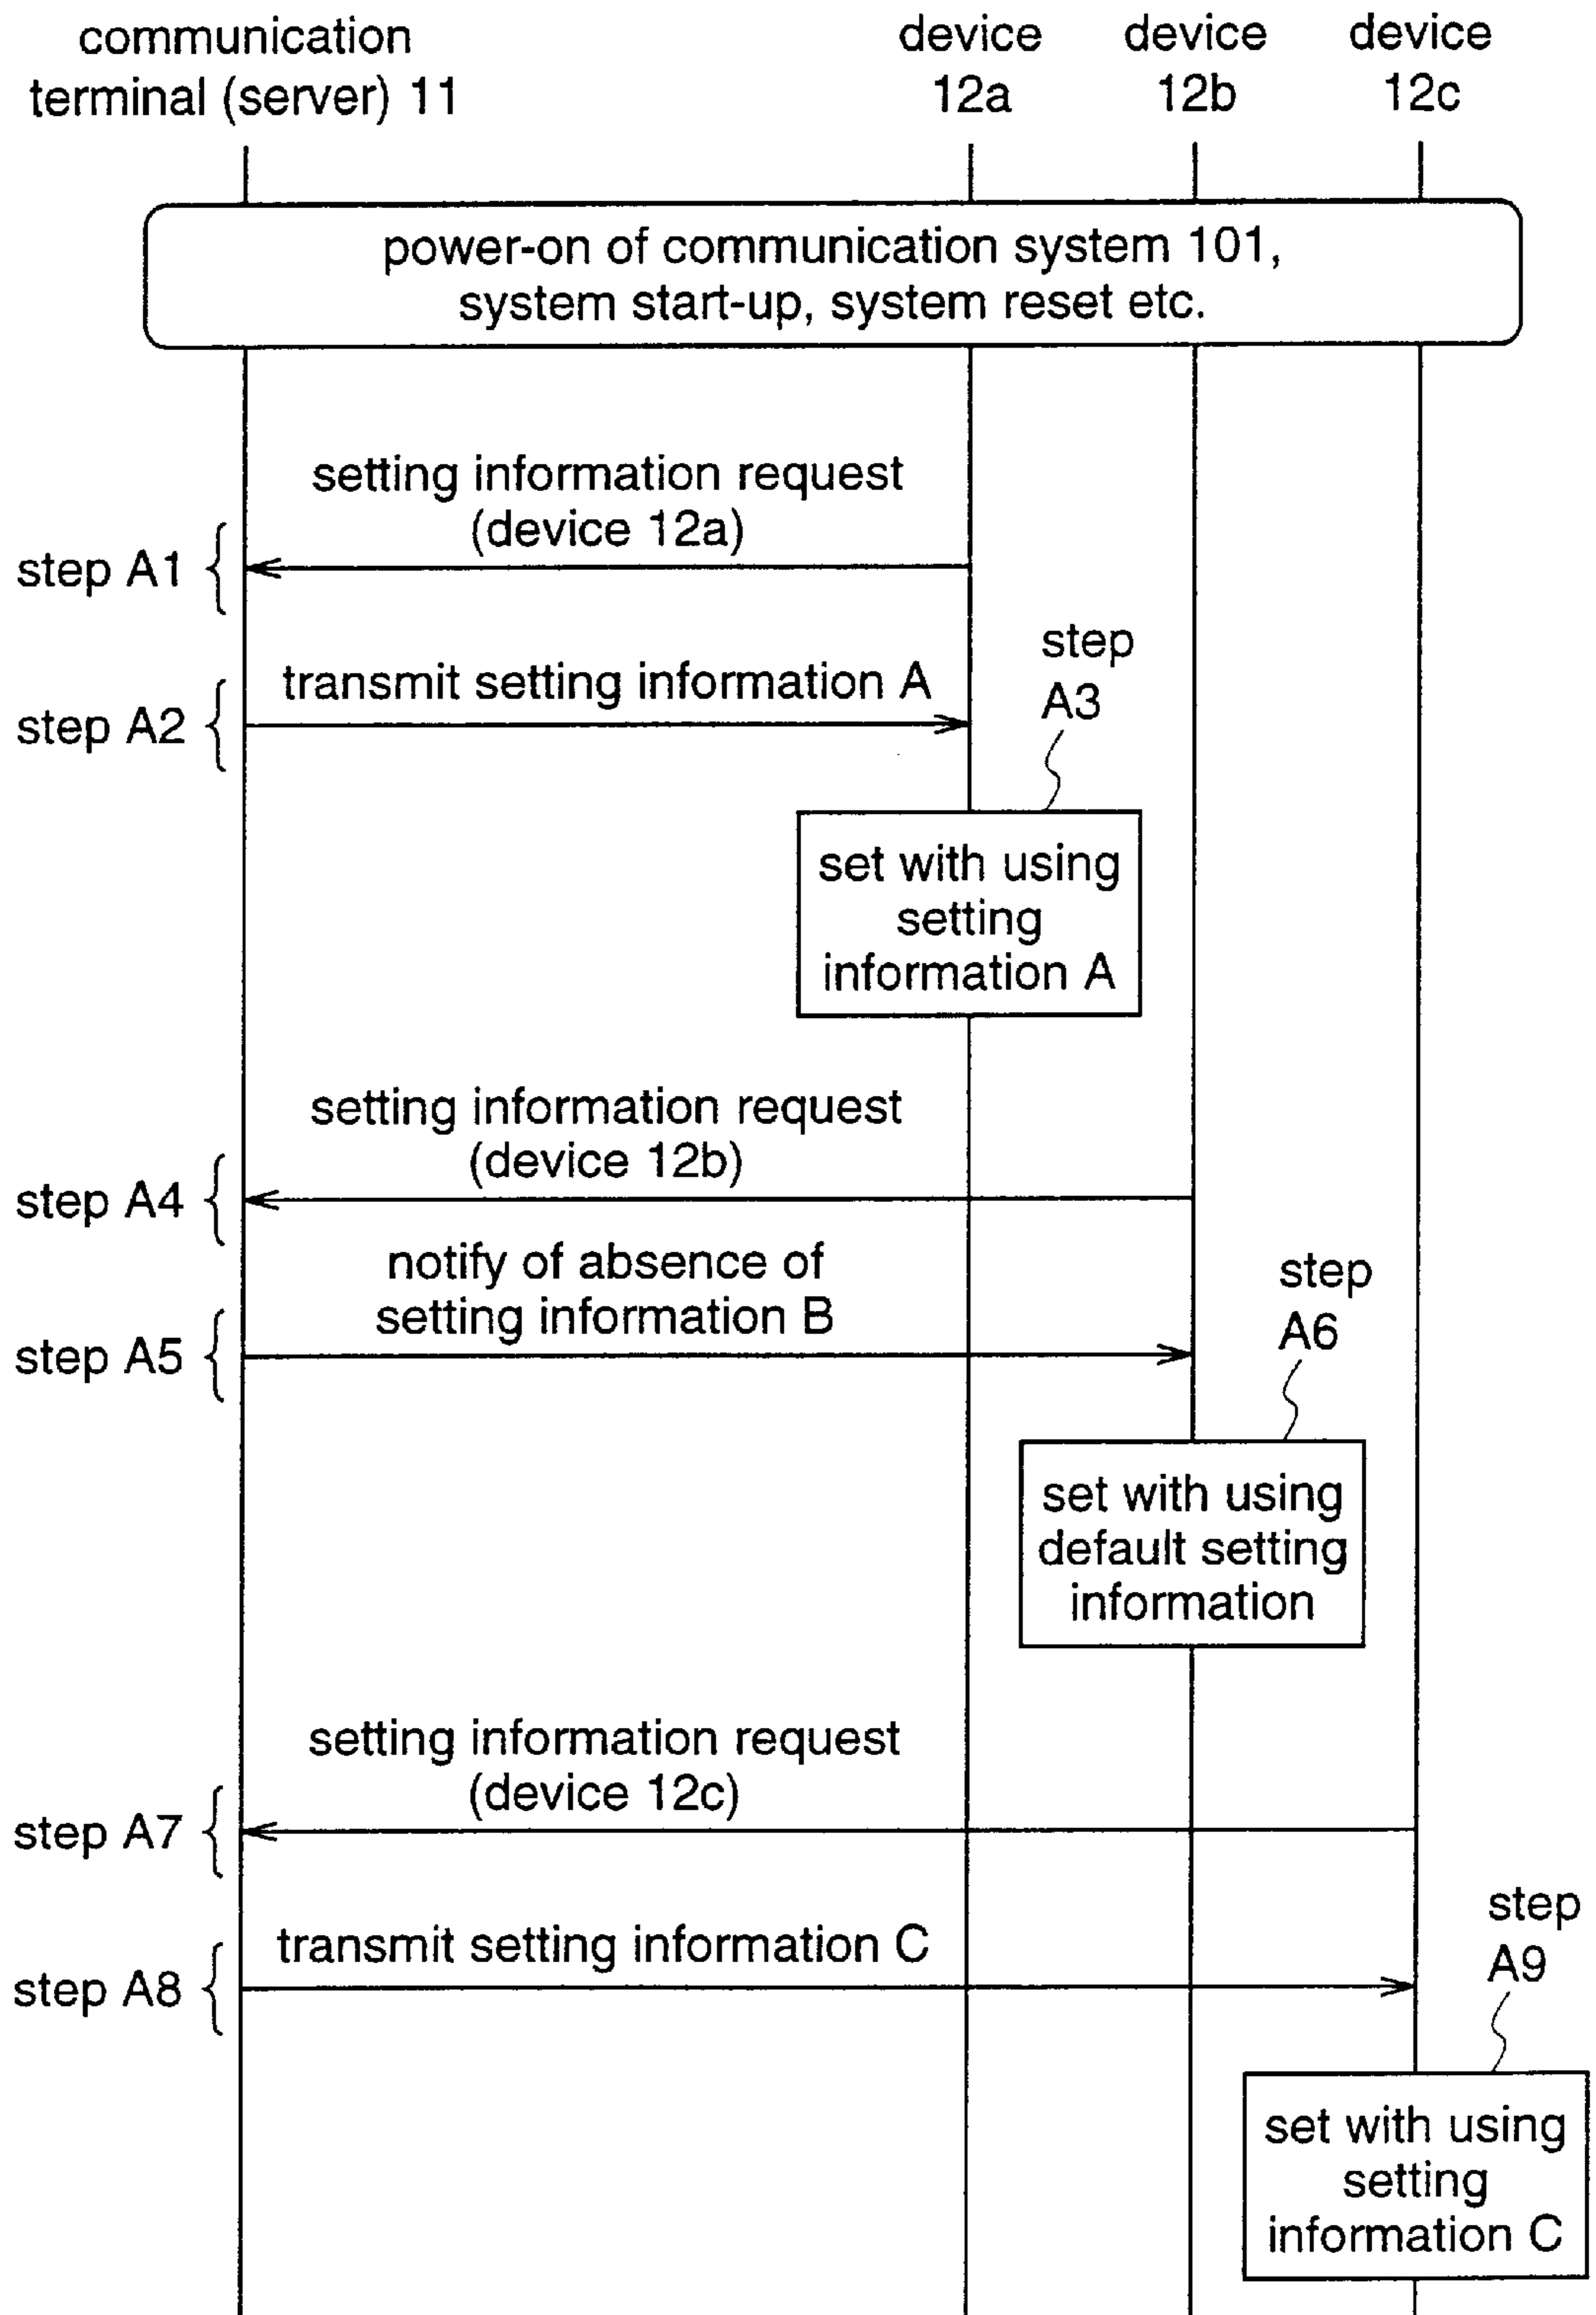 communication
terminal (server) 11
device
12a
device
12b
device
12c
power-on of communication system 101,
system start-up, system reset etc.
setting information request
(device 12a)
step A1
step
A3
transmit setting information A
step A2
set with using
setting
information A
setting information request
(device 12b)
step A4
notify of absence of
setting information B
step A5
step
A6
set with using
default setting
information
setting information request
(device 12c)
step A7
step
A9
transmit setting information C
step A8
set with using
setting
information C